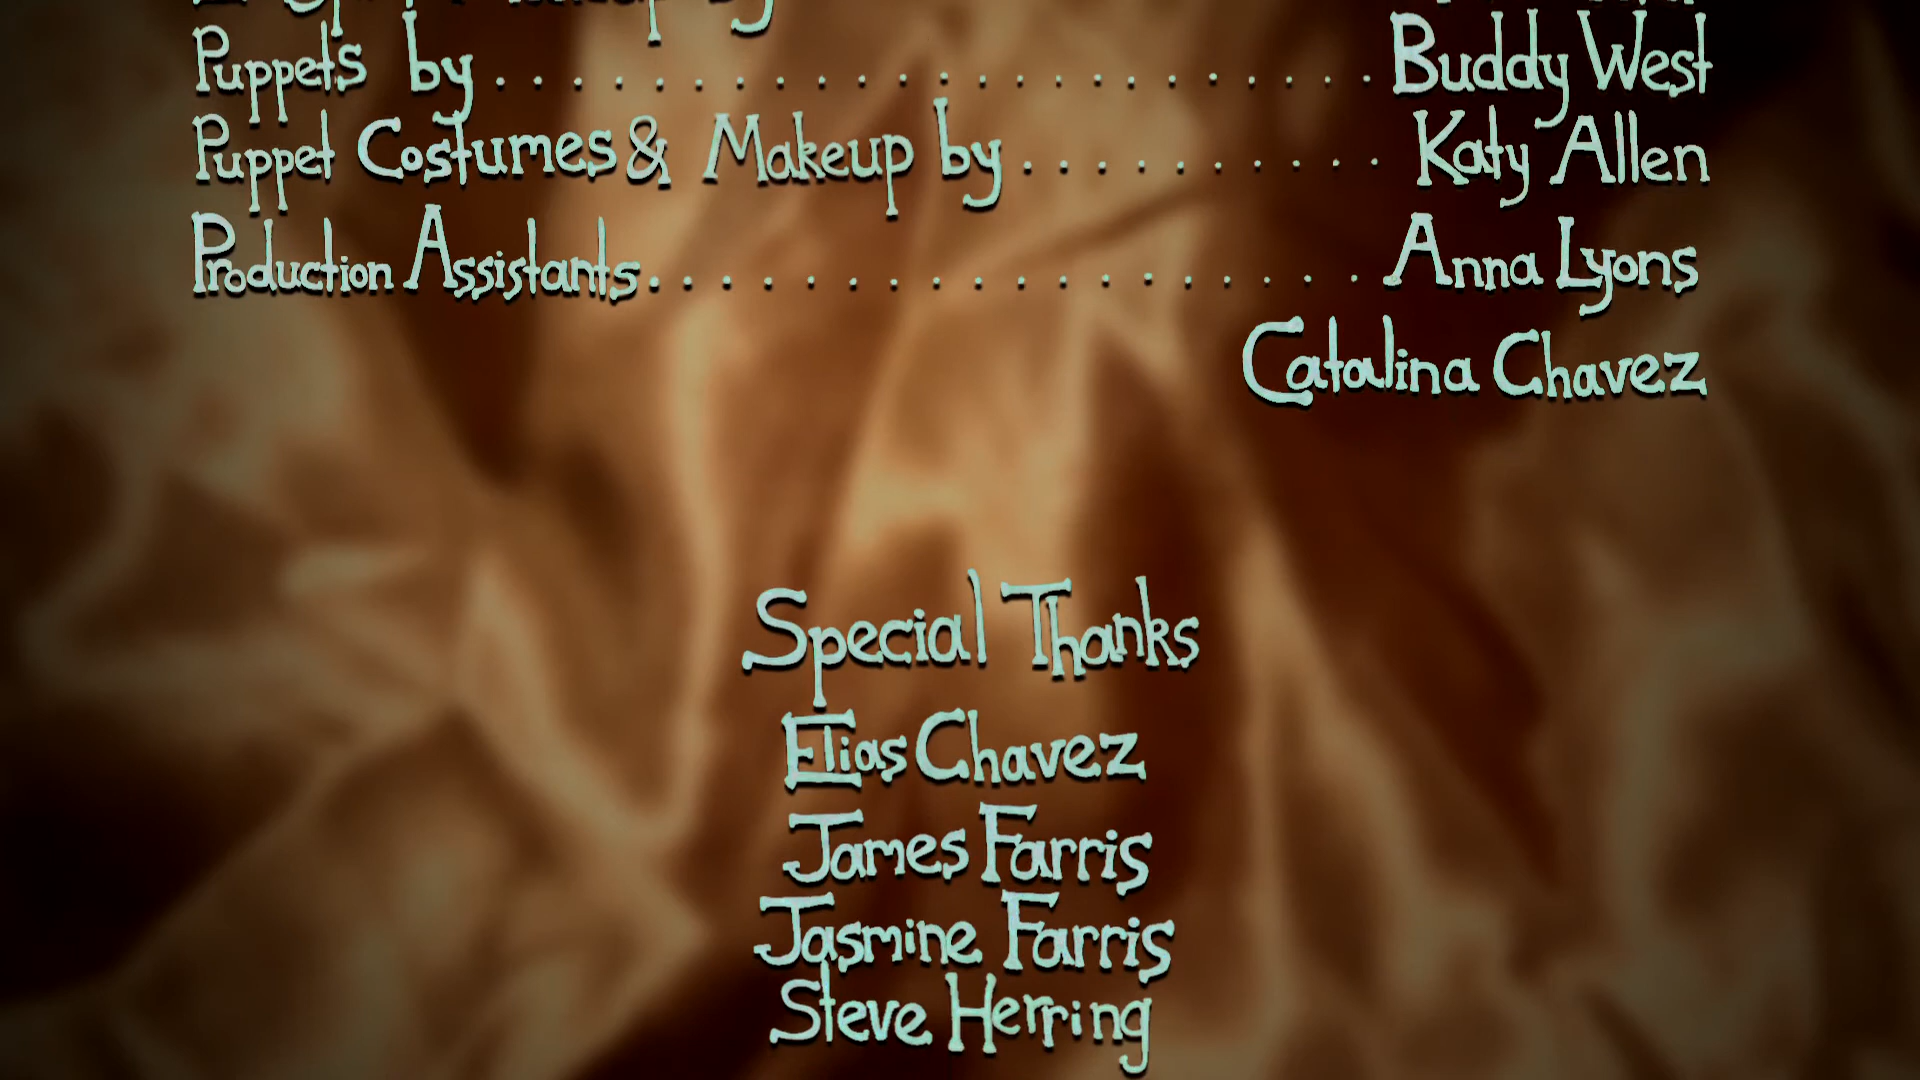 Puppets by. . . . . . . . . . . . . . . . . . . . . . . Buddy West
Puppet Costumes & Makeup by. . . . . . . . . . Katy Allen
Production Assistants. . . . . . . . . . . . . . . . . . Anna Lyons
Catalina Chavez
Special Thanks
Elias Chavez
James Farris
Jasmine Farris
Steve Herring